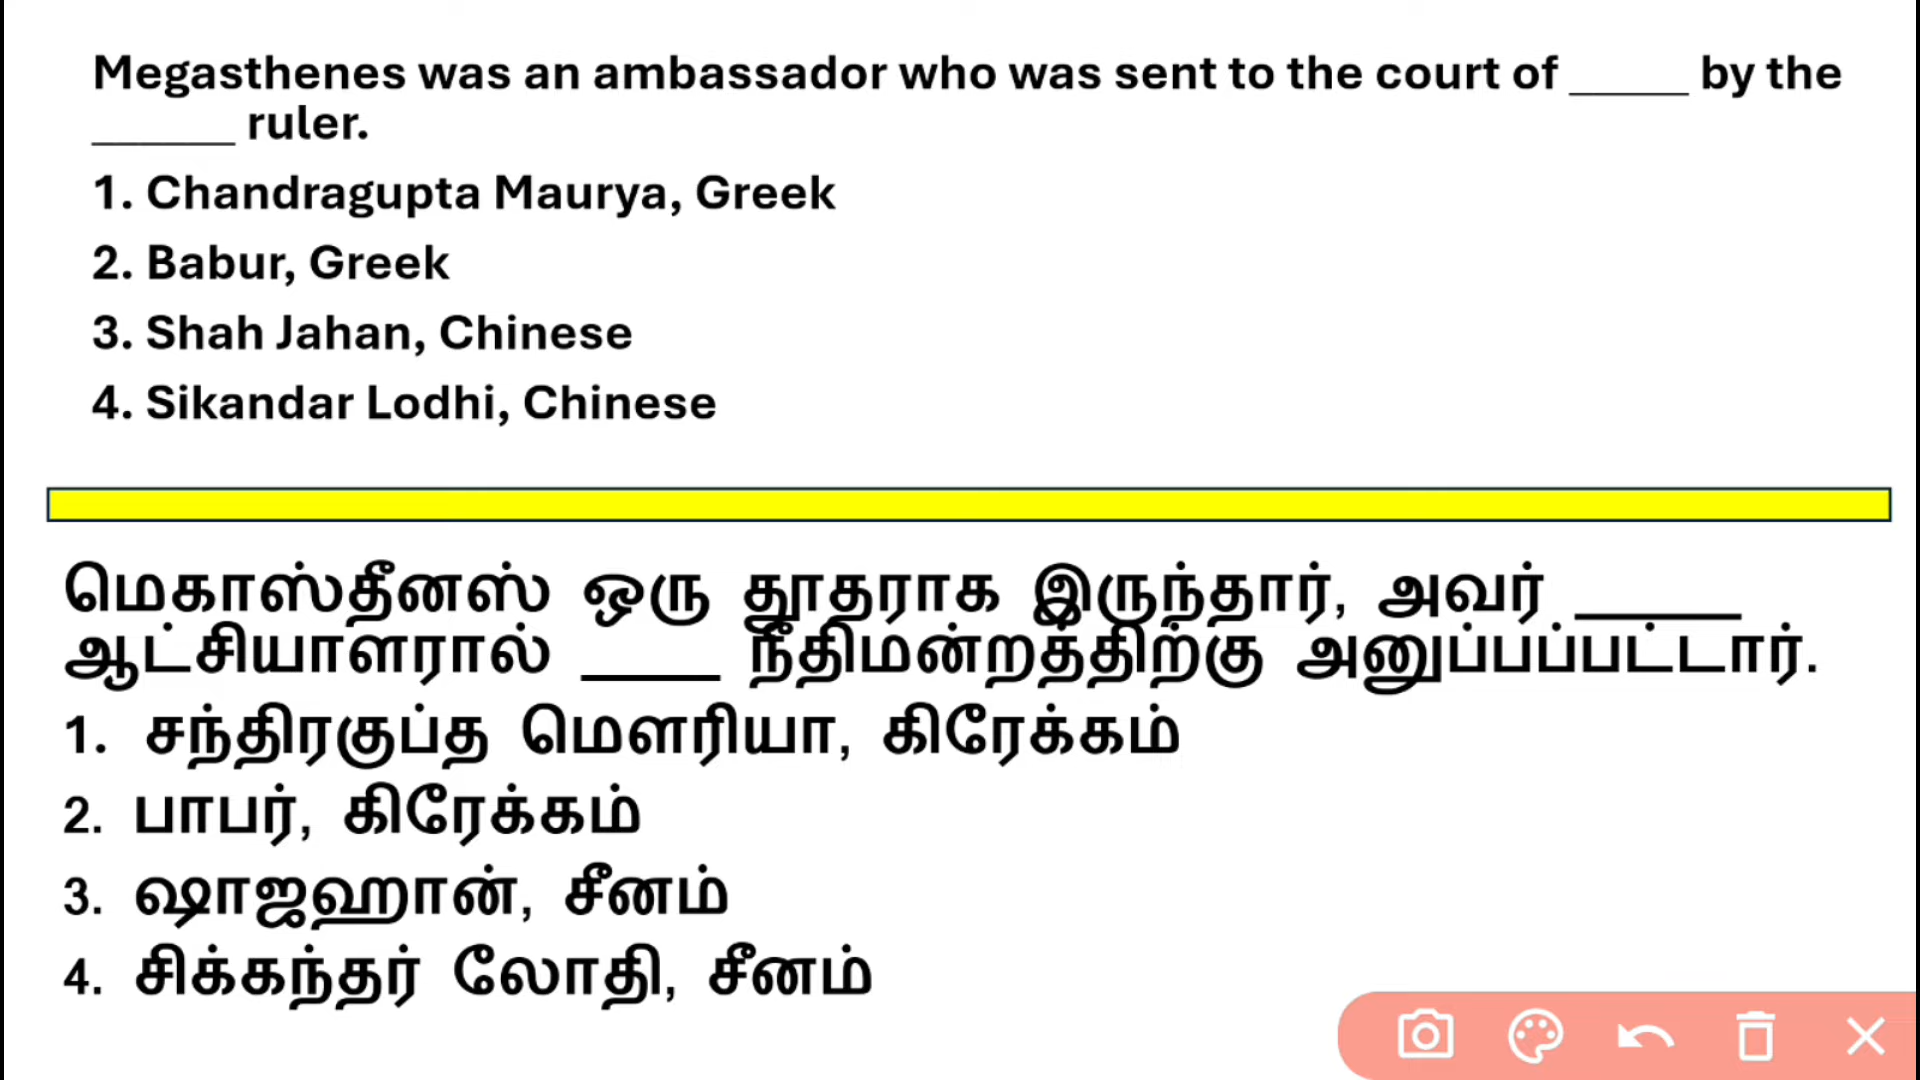 Megasthenes was an ambassador who was sent to the court of _____ by the
______ ruler.
1. Chandragupta Maurya, Greek
2. Babur, Greek
3. Shah Jahan, Chinese
4. Sikandar Lodhi, Chinese
மெகாஸ்தீனஸ் ஒரு தூதராக இருந்தார், அவர் ______
ஆட்சியாளரால் _____ நீதிமன்றத்திற்கு அனுப்பப்பட்டார்.
1. சந்திரகுப்த மௌரியா, கிரேக்கம்
2. பாபர், கிரேக்கம்
3. ஷாஜஹான், சீனம்
4. சிக்கந்தர் லோதி, சீனம்